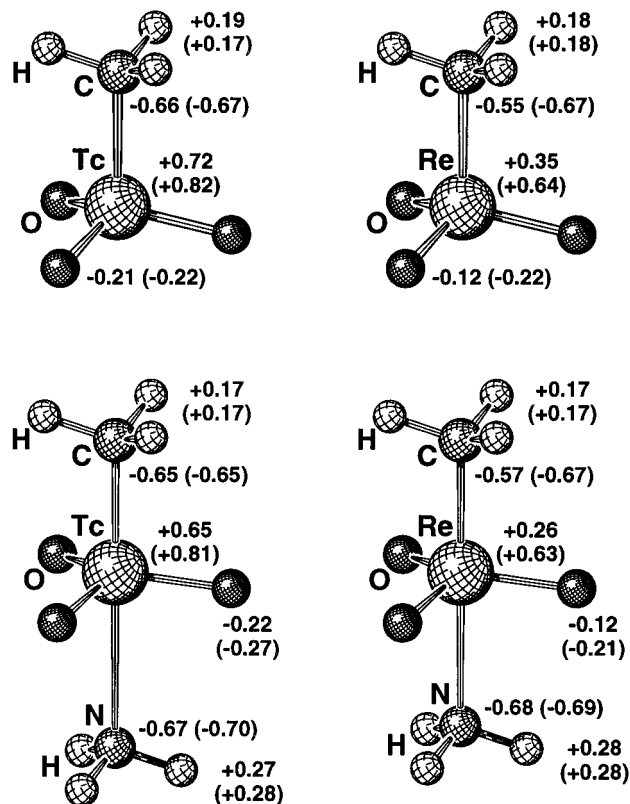 +0.19
(+0.17)
H
C
-0.66 (-0.67)
Tc
+0.72
(+0.82)
O
-0.21 (-0.22)
+0.18
(+0.18)
H
C
-0.55 (-0.67)
Re
+0.35
(+0.64)
O
-0.12 (-0.22)
+0.17
(+0.17)
H
C
-0.65 (-0.65)
Tc
+0.65
(+0.81)
O
-0.22
(-0.27)
N
-0.67 (-0.70)
H
+0.27
(+0.28)
+0.17
(+0.17)
H
C
-0.57 (-0.67)
Re
+0.26
(+0.63)
O
-0.12
(-0.21)
N
-0.68 (-0.69)
H
+0.28
(+0.28)